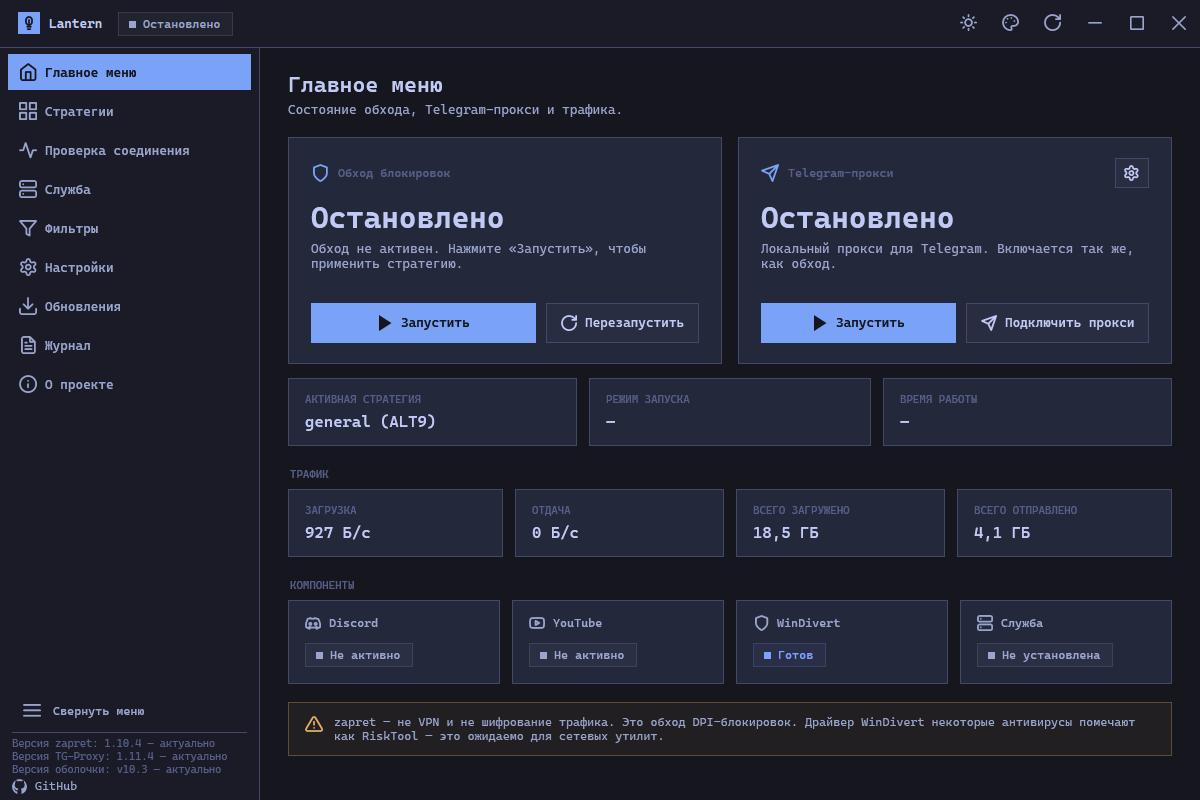 Lantern
Остановлено
Главное меню
Стратегии
Проверка соединения
Служба
Фильтры
Настройки
Обновления
Журнал
О проекте
Свернуть меню
Версия zapret: 1.10.4 — актуально
Версия TG-Proxy: 1.11.4 — актуально
Версия оболочки: v10.3 — актуально
GitHub
Главное меню
Состояние обхода, Telegram-прокси и трафика.
Обход блокировок
Остановлено
Обход не активен. Нажмите «Запустить», чтобы
применить стратегию.
Запустить
Перезапустить
Telegram-прокси
Остановлено
Локальный прокси для Telegram. Включается так же,
как обход.
Запустить
Подключить прокси
АКТИВНАЯ СТРАТЕГИЯ
general (ALT9)
РЕЖИМ ЗАПУСКА
—
ВРЕМЯ РАБОТЫ
—
ТРАФИК
ЗАГРУЗКА
927 Б/с
ОТДАЧА
0 Б/с
ВСЕГО ЗАГРУЖЕНО
18,5 ГБ
ВСЕГО ОТПРАВЛЕНО
4,1 ГБ
КОМПОНЕНТЫ
Discord
Не активно
YouTube
Не активно
WinDivert
Готов
Служба
Не установлена
zapret — не VPN и не шифрование трафика. Это обход DPI-блокировок. Драйвер WinDivert некоторые антивирусы помечают
как RiskTool — это ожидаемо для сетевых утилит.